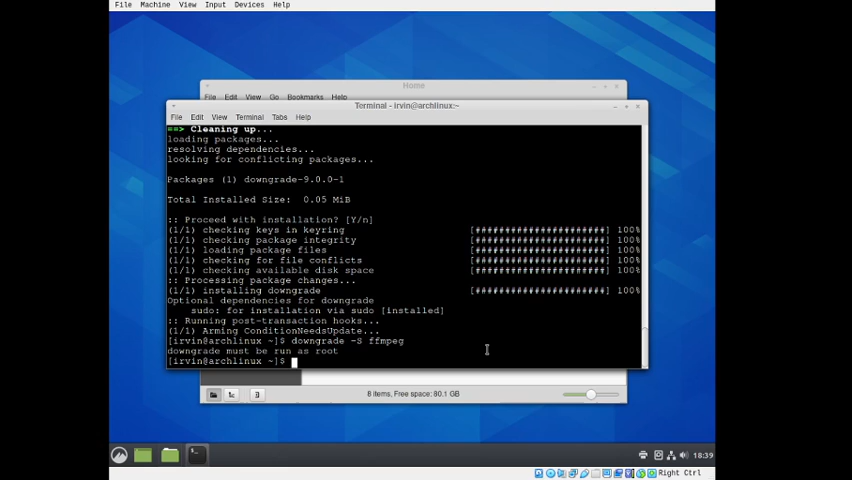 File Machine View Input Devices Help
Home
File Edit View Go Bookmarks Help
Terminal - irvin@archlinux:~
File Edit View Terminal Tabs Help
==> Cleaning up...
loading packages...
resolving dependencies...
looking for conflicting packages...
Packages (1) downgrade-9.0.0-1
Total Installed Size: 0.05 MiB
:: Proceed with installation? [Y/n]
(1/1) checking keys in keyring [######################] 100%
(1/1) checking package integrity [######################] 100%
(1/1) loading package files [######################] 100%
(1/1) checking for file conflicts [######################] 100%
(1/1) checking available disk space [######################] 100%
:: Processing package changes...
(1/1) installing downgrade [######################] 100%
Optional dependencies for downgrade
sudo: for installation via sudo [installed]
:: Running post-transaction hooks...
(1/1) Arming ConditionNeedsUpdate...
[irvin@archlinux ~]$ downgrade -S ffmpeg
downgrade must be run as root
[irvin@archlinux ~]$
8 items, Free space: 80.1 GB
18:39
Right Ctrl